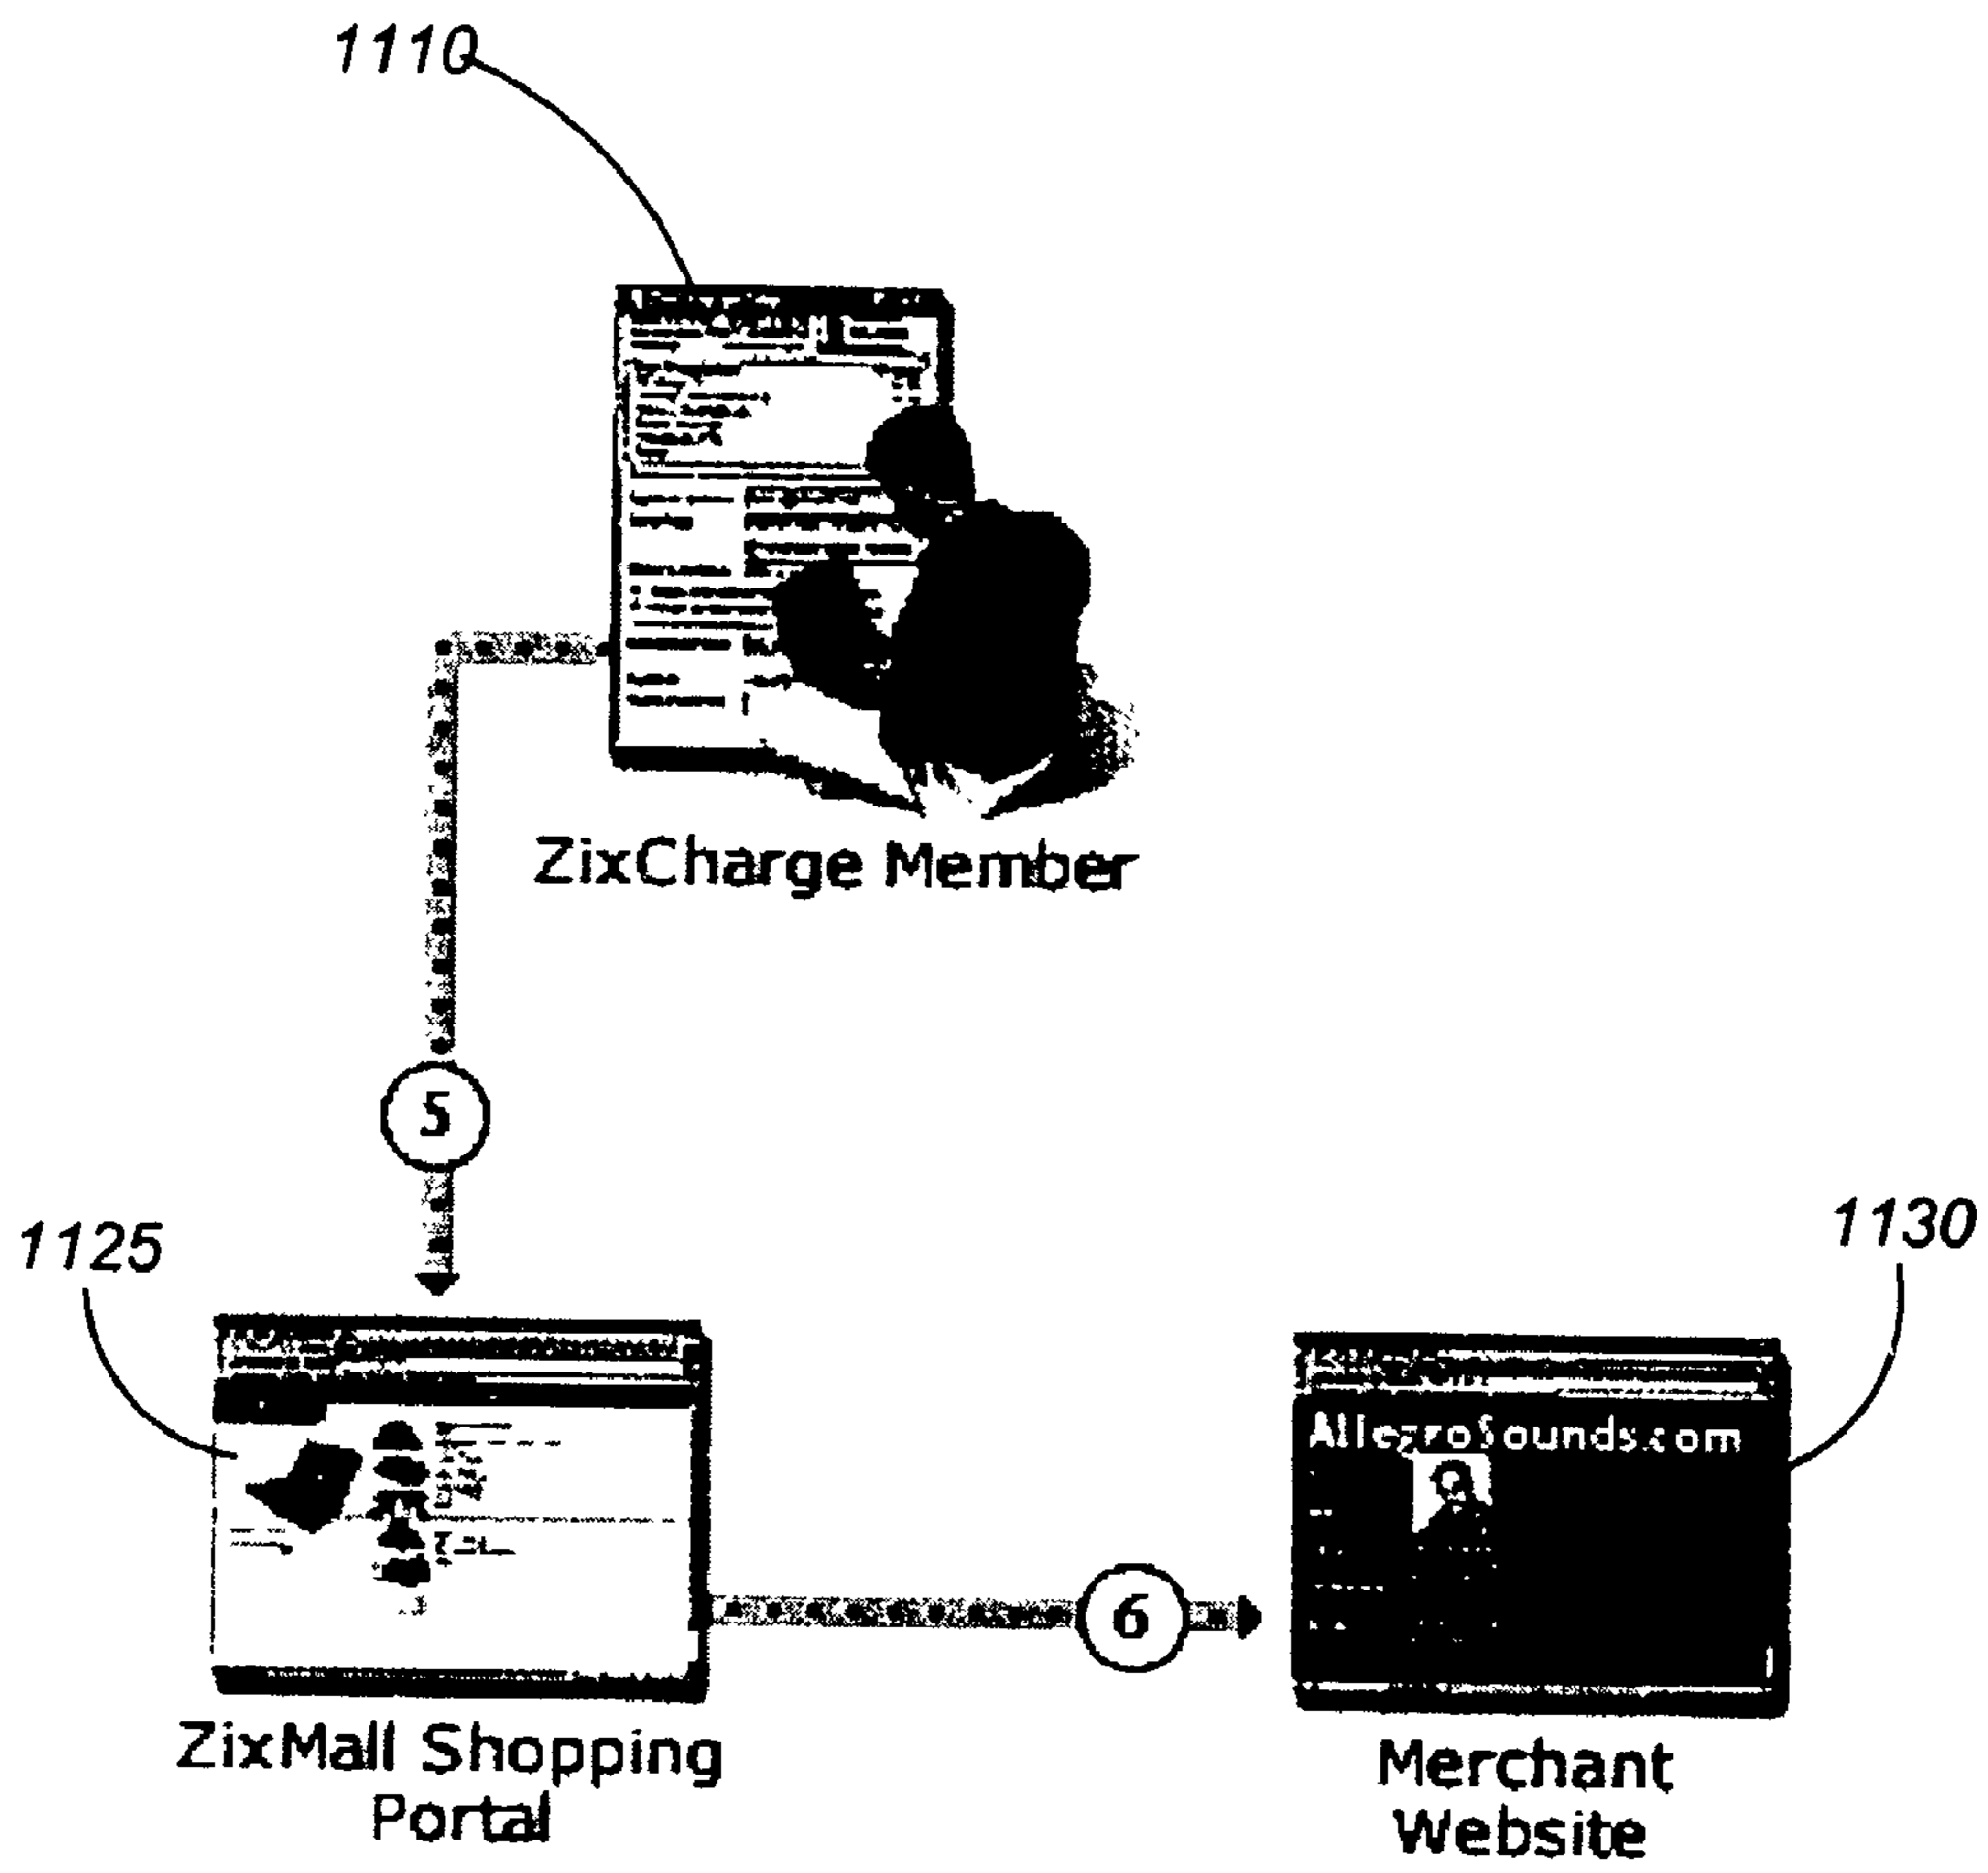 1110
ZixCharge Member
5
1125
1130
AllegroSounds.com
6
ZixMall Shopping
Portal
Merchant
Website